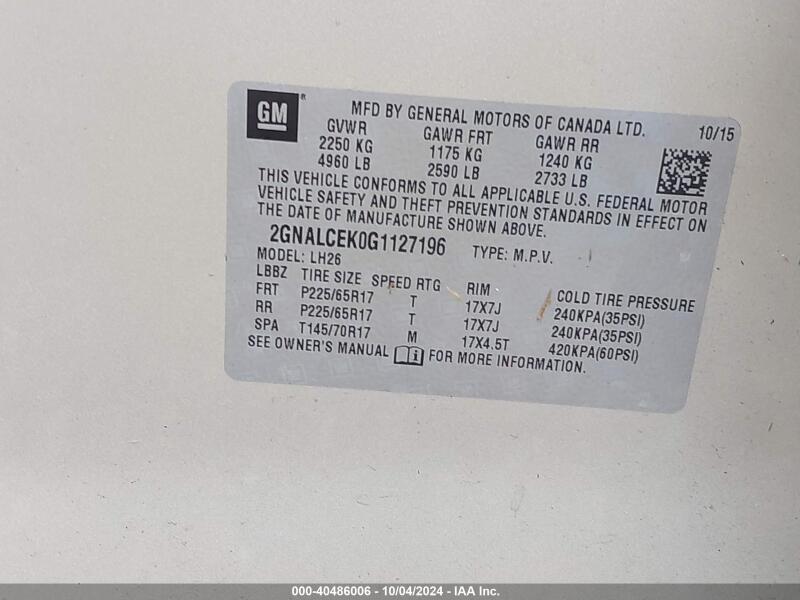 GM ® MFD BY GENERAL MOTORS OF CANADA LTD. 10/15
GVWR GAWR FRT GAWR RR
2250 KG 1175 KG 1240 KG
4960 LB 2590 LB 2733 LB
THIS VEHICLE CONFORMS TO ALL APPLICABLE U.S. FEDERAL MOTOR
VEHICLE SAFETY AND THEFT PREVENTION STANDARDS IN EFFECT ON
THE DATE OF MANUFACTURE SHOWN ABOVE.
2GNALCEK0G1127196 TYPE: M.P.V.
MODEL: LH26
LBBZ TIRE SIZE SPEED RTG RIM COLD TIRE PRESSURE
FRT P225/65R17 T 17X7J 240KPA(35PSI)
RR P225/65R17 T 17X7J 240KPA(35PSI)
SPA T145/70R17 M 17X4.5T 420KPA(60PSI)
SEE OWNER'S MANUAL FOR MORE INFORMATION.
000-40486006 - 10/04/2024 - IAA Inc.